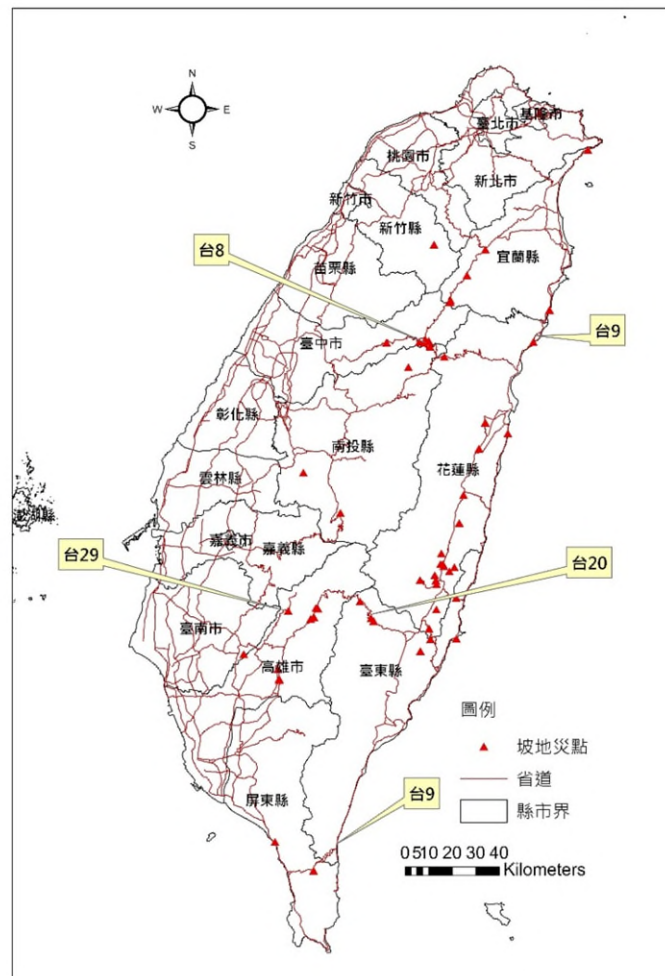 N
W E
S
基隆市
臺北市
桃園市
新北市
新竹市
新竹縣
宜蘭縣
苗栗縣
台8
台9
臺中市
彰化縣
南投縣
花蓮縣
雲林縣
澎湖縣
嘉義市
嘉義縣
台29
台20
臺南市
高雄市
臺東縣
圖例
坡地災點
省道
縣市界
屏東縣
台9
0 5 10 20 30 40
Kilometers